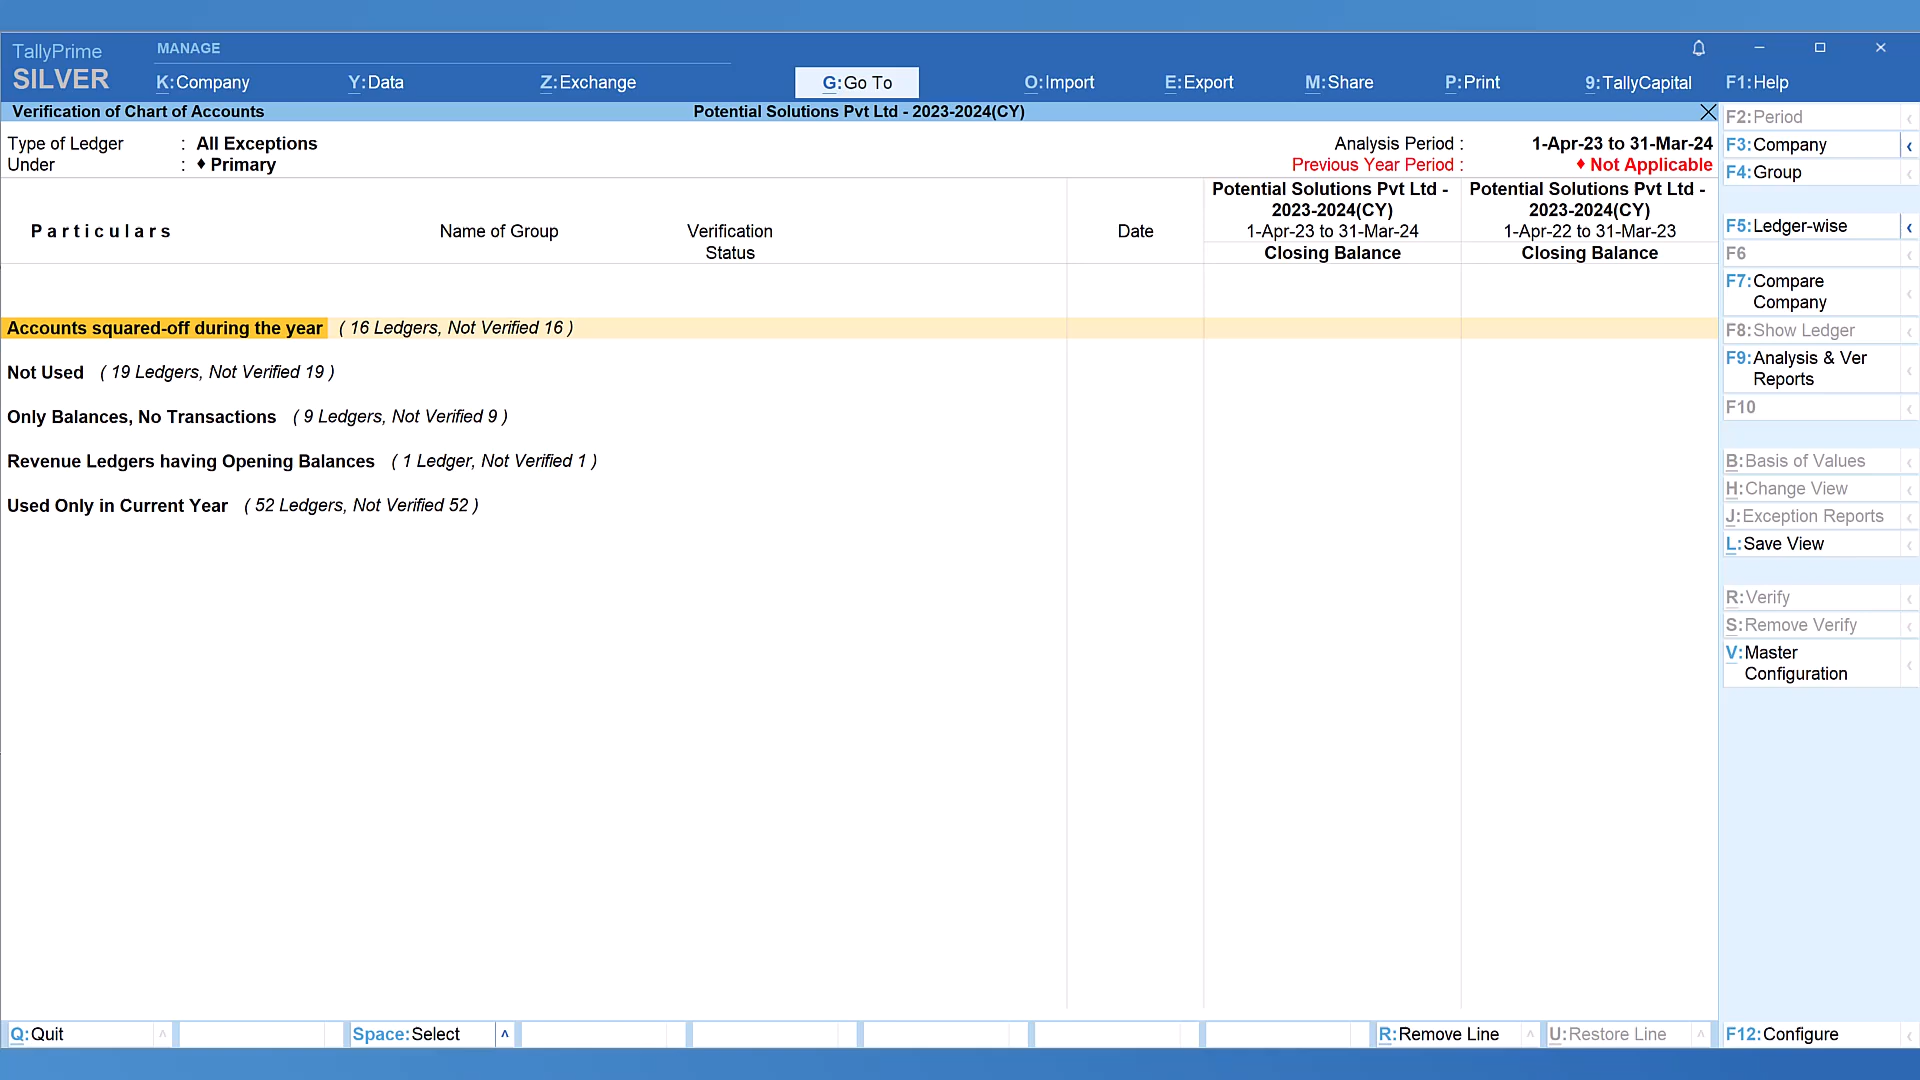 TallyPrime
SILVER
MANAGE
K:Company
Y:Data
Z:Exchange
G:Go To
O:Import
E:Export
M:Share
P:Print
9:TallyCapital
F1:Help
Verification of Chart of Accounts
Potential Solutions Pvt Ltd - 2023-2024(CY)
Type of Ledger : All Exceptions
Under : ♦ Primary
Analysis Period : 1-Apr-23 to 31-Mar-24
Previous Year Period : ♦ Not Applicable
Particulars
Name of Group
Verification
Status
Date
Potential Solutions Pvt Ltd -
2023-2024(CY)
1-Apr-23 to 31-Mar-24
Closing Balance
Potential Solutions Pvt Ltd -
2023-2024(CY)
1-Apr-22 to 31-Mar-23
Closing Balance
Accounts squared-off during the year ( 16 Ledgers, Not Verified 16 )
Not Used ( 19 Ledgers, Not Verified 19 )
Only Balances, No Transactions ( 9 Ledgers, Not Verified 9 )
Revenue Ledgers having Opening Balances ( 1 Ledger, Not Verified 1 )
Used Only in Current Year ( 52 Ledgers, Not Verified 52 )
F2:Period
F3:Company
F4:Group
F5:Ledger-wise
F6
F7:Compare
Company
F8:Show Ledger
F9:Analysis & Ver
Reports
F10
B:Basis of Values
H:Change View
J:Exception Reports
L:Save View
R:Verify
S:Remove Verify
V:Master
Configuration
Q:Quit
Space:Select
R:Remove Line
U:Restore Line
F12:Configure